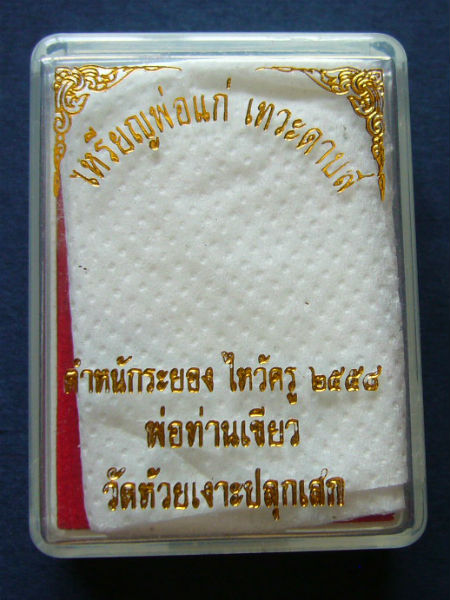 เหรียญพ่อแก่ เทวะดาบส์
ตำหนักระยอง ไหว้ครู ๒๕๕๘
พ่อท่านเขียว
วัดห้วยเงาะปลุกเสก